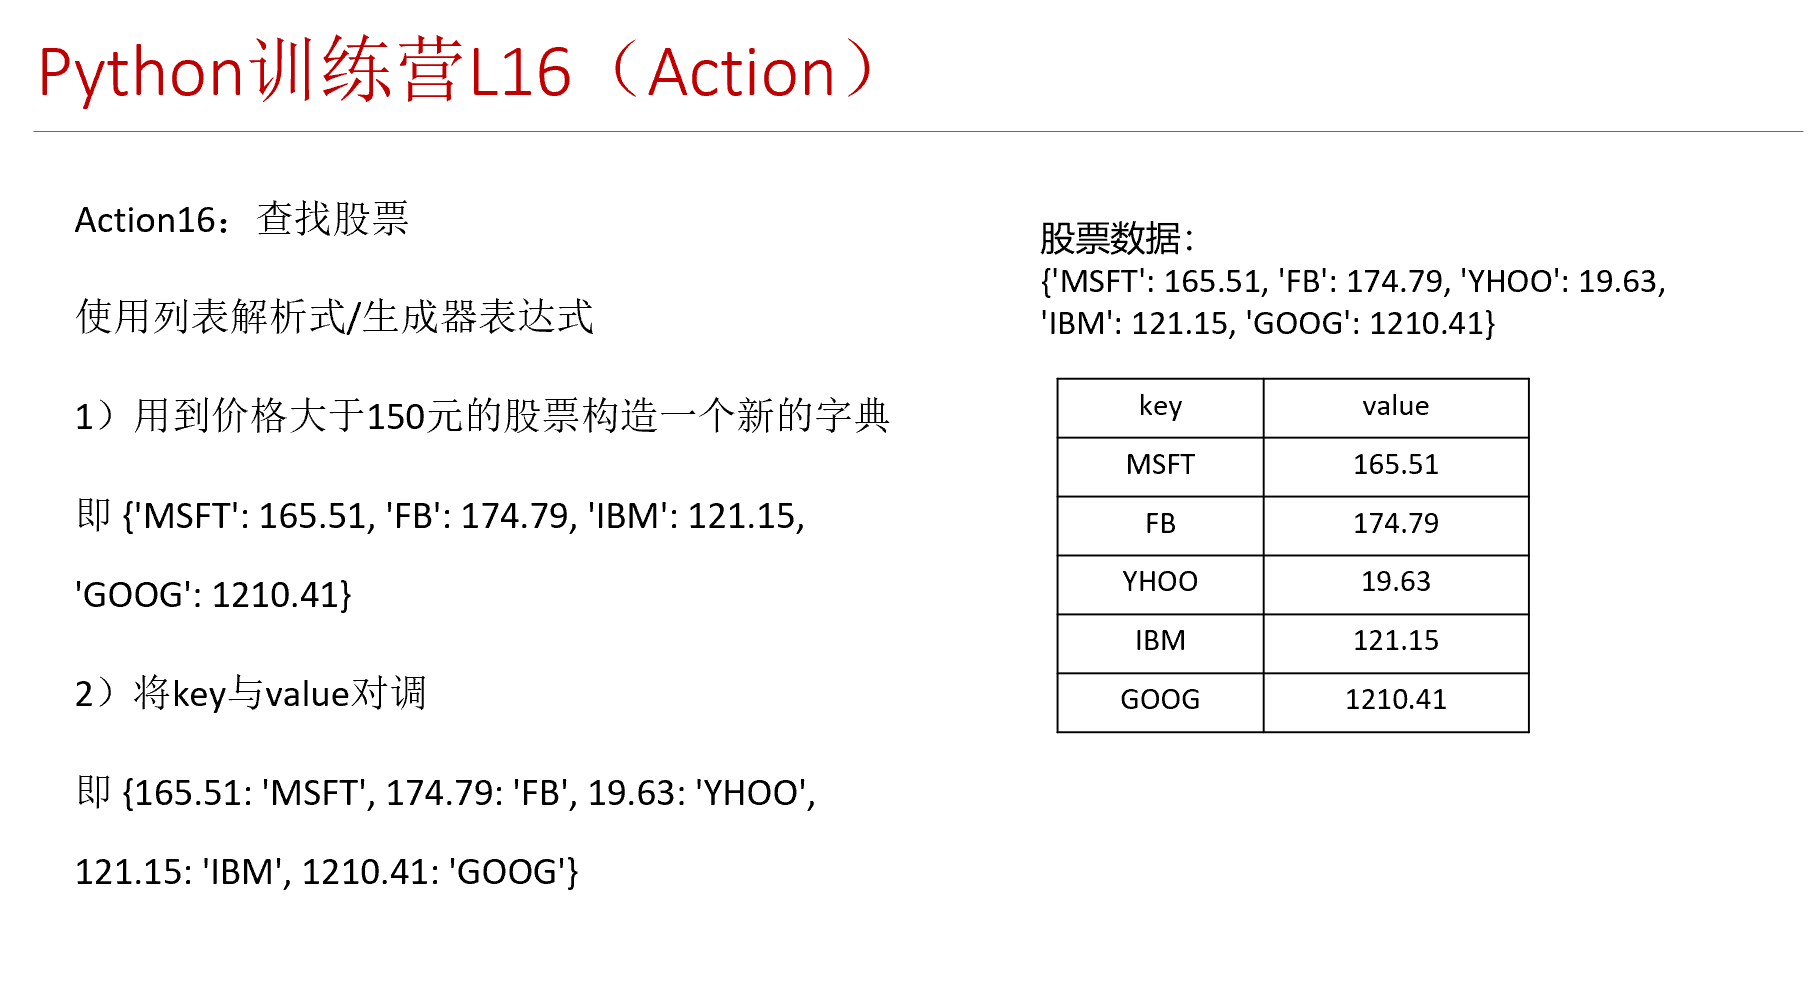 Python训练营L16（Action）
Action16：查找股票
使用列表解析式/生成器表达式
1）用到价格大于150元的股票构造一个新的字典
即 {'MSFT': 165.51, 'FB': 174.79, 'IBM': 121.15,
'GOOG': 1210.41}
2）将key与value对调
即 {165.51: 'MSFT', 174.79: 'FB', 19.63: 'YHOO',
121.15: 'IBM', 1210.41: 'GOOG'}
股票数据：
{'MSFT': 165.51, 'FB': 174.79, 'YHOO': 19.63,
'IBM': 121.15, 'GOOG': 1210.41}
key value
MSFT 165.51
FB 174.79
YHOO 19.63
IBM 121.15
GOOG 1210.41